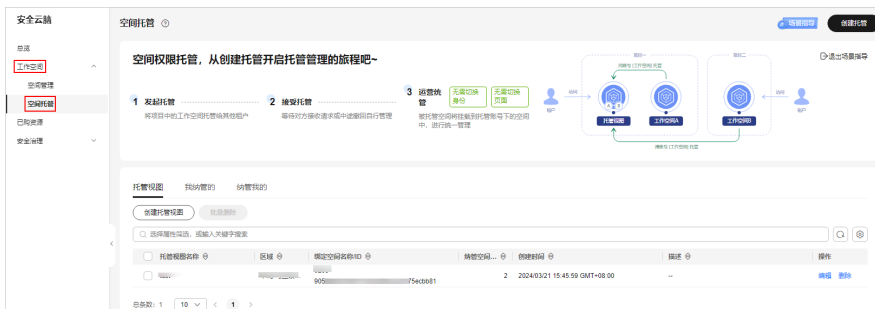 安全云脑
空间托管
场景指导
创建托管
总览
工作空间
空间管理
空间托管
已购资源
安全治理
空间权限托管，从创建托管开启托管管理的旅程吧~
退出场景指导
1 发起托管
将项目中的工作空间托管给其他租户
2 接受托管
等待对方接收请求或中途撤回自行管理
3 运营统管
无需切换身份
无需切换页面
被托管空间将挂载到托管账号下的空间中，进行统一管理
访问
租户
托管视图
工作空间A
工作空间B
访问
租户
托管视图
我纳管的
纳管我的
创建托管视图
批量删除
选择属性筛选，或输入关键字搜索
托管视图名称
区域
绑定空间名称/ID
纳管空间...
创建时间
描述
操作
905
75ecbb81
2
2024/03/21 15:45:59 GMT+08:00
--
编辑 删除
总条数: 1
10
1